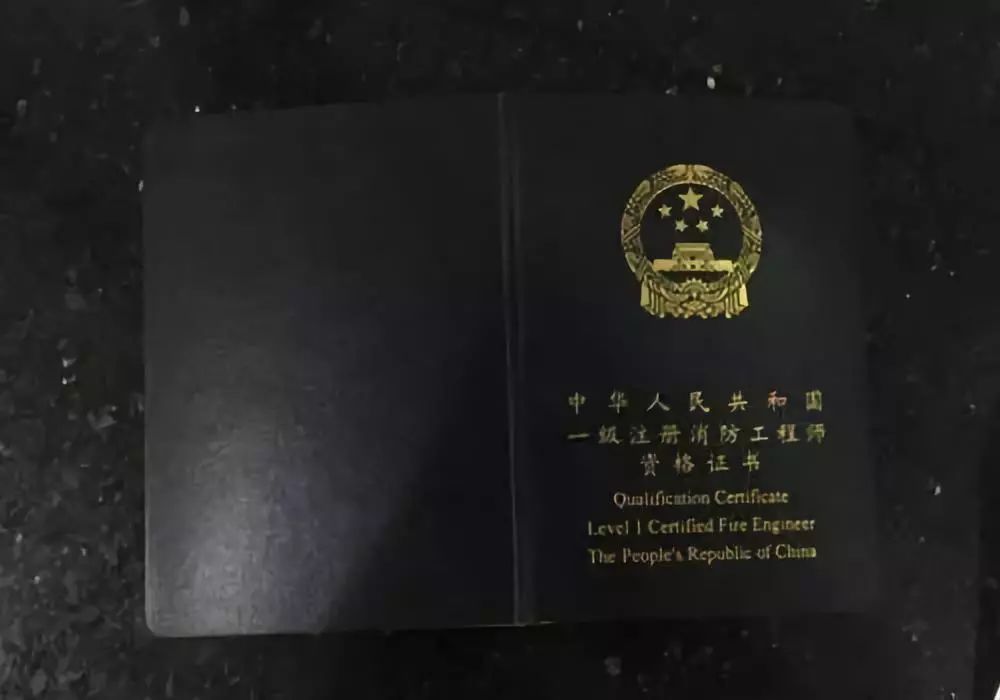 中华人民共和国
一级注册消防工程师
资格证书
Qualification Certificate
Level 1 Certified Fire Engineer
The People's Republic of China